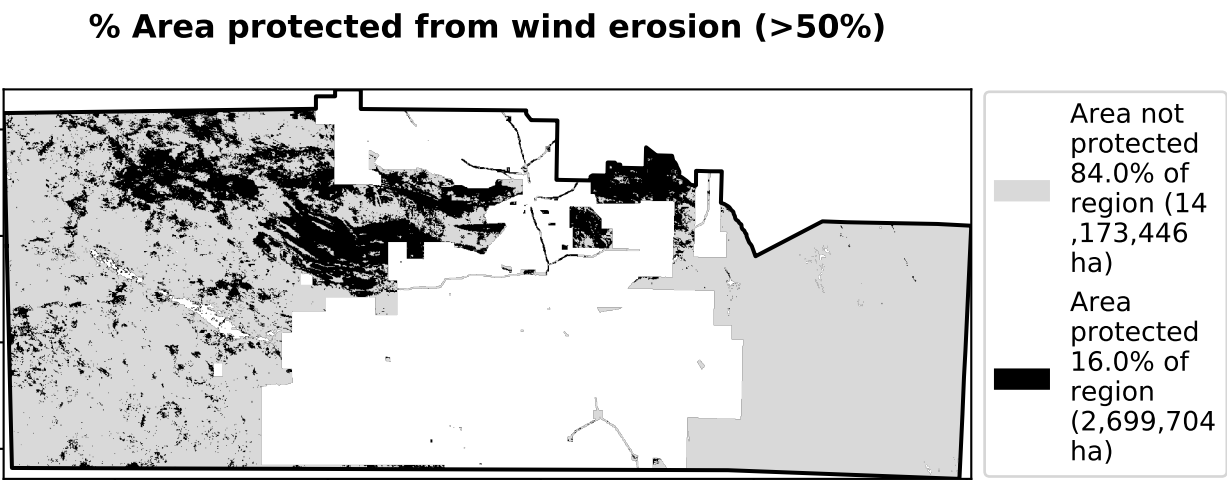 % Area protected from wind erosion (>50%)
Area not
protected
84.0% of
region (14
,173,446
ha)
Area
protected
16.0% of
region
(2,699,704
ha)